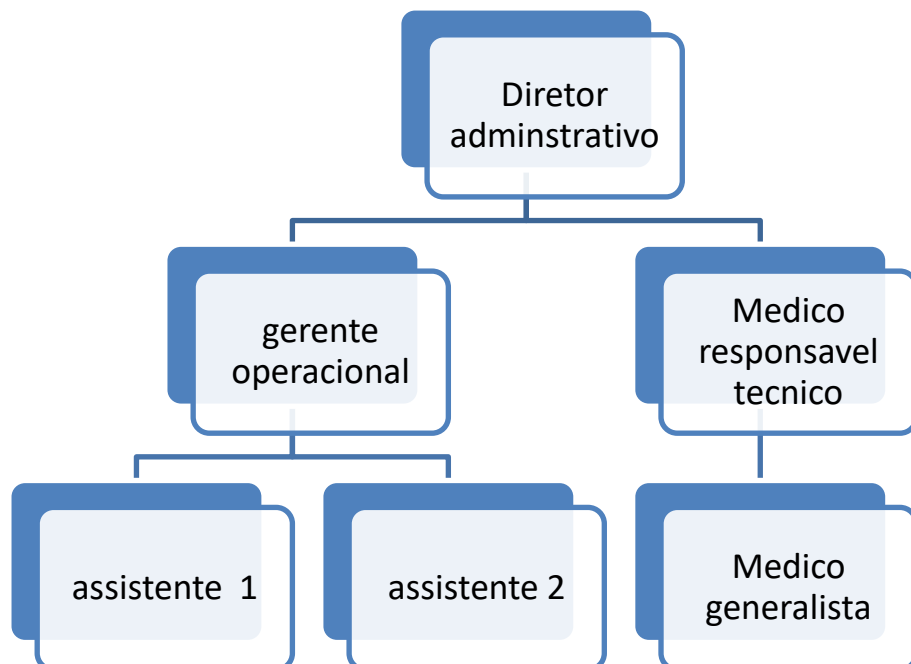 Diretor
adminstrativo
gerente
operacional
Medico
responsavel
tecnico
assistente 1
assistente 2
Medico
generalista